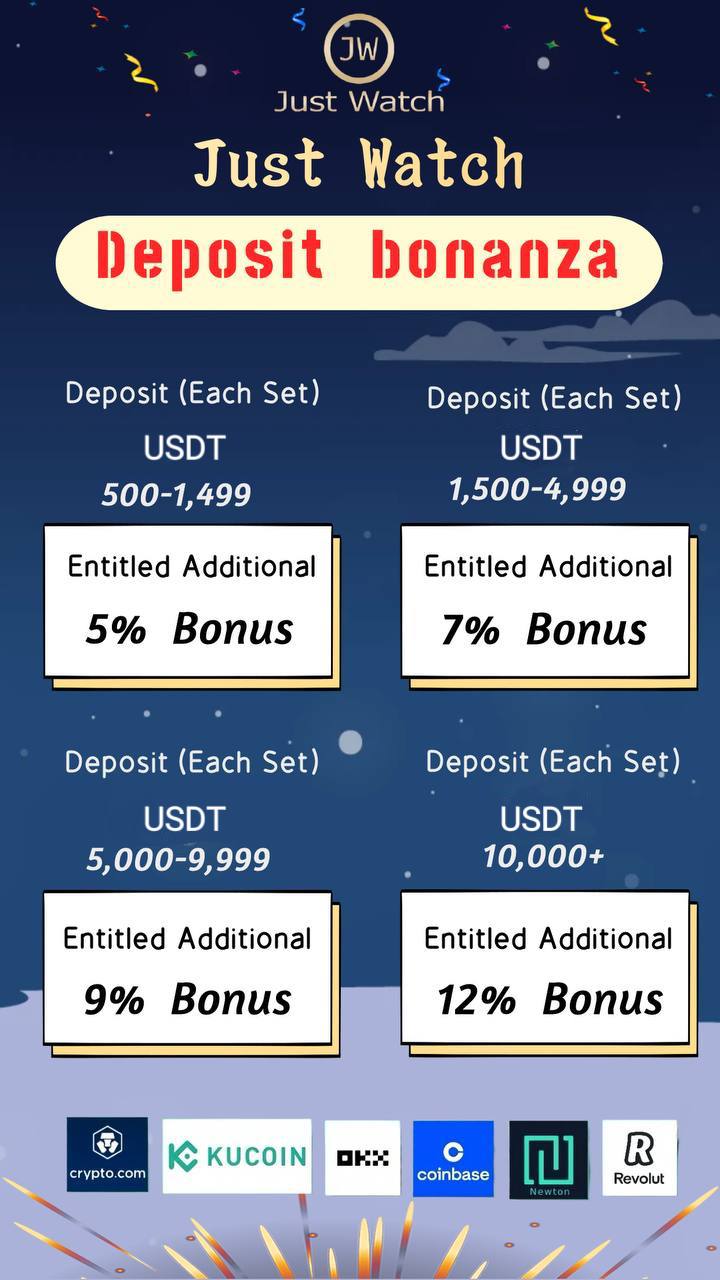 JW
Just Watch
Just Watch
Deposit bonanza
Deposit (Each Set)
USDT
500-1,499
Entitled Additional
5% Bonus
Deposit (Each Set)
USDT
1,500-4,999
Entitled Additional
7% Bonus
Deposit (Each Set)
USDT
5,000-9,999
Entitled Additional
9% Bonus
Deposit (Each Set)
USDT
10,000+
Entitled Additional
12% Bonus
crypto.com
KUCOIN
OKX
coinbase
Newton
R
Revolut